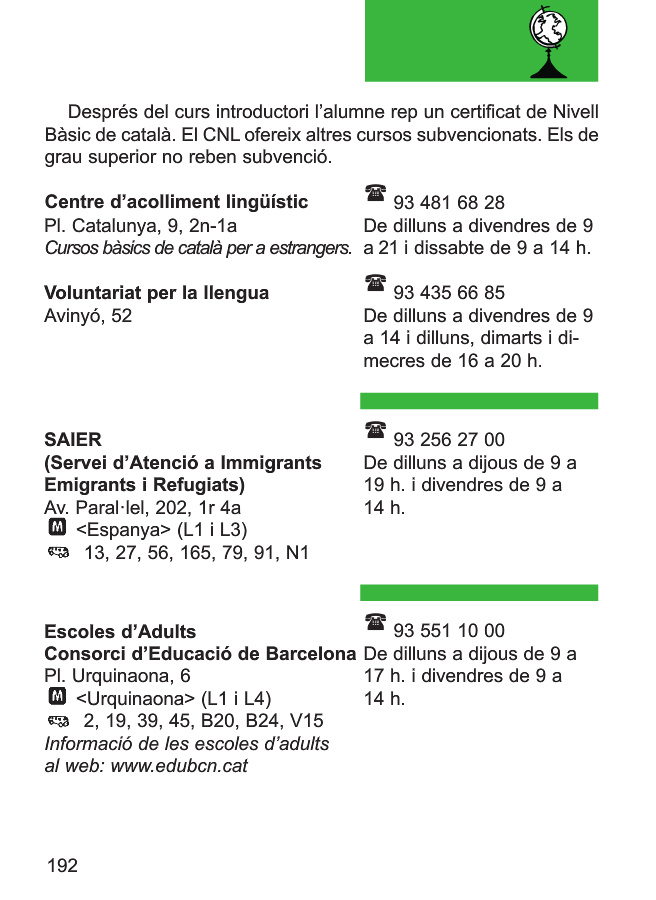 Després del curs introductori l’alumne rep un certificat de Nivell
Bàsic de català. El CNL ofereix altres cursos subvencionats. Els de
grau superior no reben subvenció.
Centre d’acolliment lingüístic
Pl. Catalunya, 9, 2n-1a
Cursos bàsics de català per a estrangers.
93 481 68 28
De dilluns a divendres de 9
a 21 i dissabte de 9 a 14 h.
Voluntariat per la llengua
Avinyó, 52
93 435 66 85
De dilluns a divendres de 9
a 14 i dilluns, dimarts i di-
mecres de 16 a 20 h.
SAIER
(Servei d’Atenció a Immigrants
Emigrants i Refugiats)
Av. Paral·lel, 202, 1r 4a
M <Espanya> (L1 i L3)
13, 27, 56, 165, 79, 91, N1
93 256 27 00
De dilluns a dijous de 9 a
19 h. i divendres de 9 a
14 h.
Escoles d’Adults
Consorci d’Educació de Barcelona
Pl. Urquinaona, 6
M <Urquinaona> (L1 i L4)
2, 19, 39, 45, B20, B24, V15
Informació de les escoles d’adults
al web: www.edubcn.cat
93 551 10 00
De dilluns a dijous de 9 a
17 h. i divendres de 9 a
14 h.
192